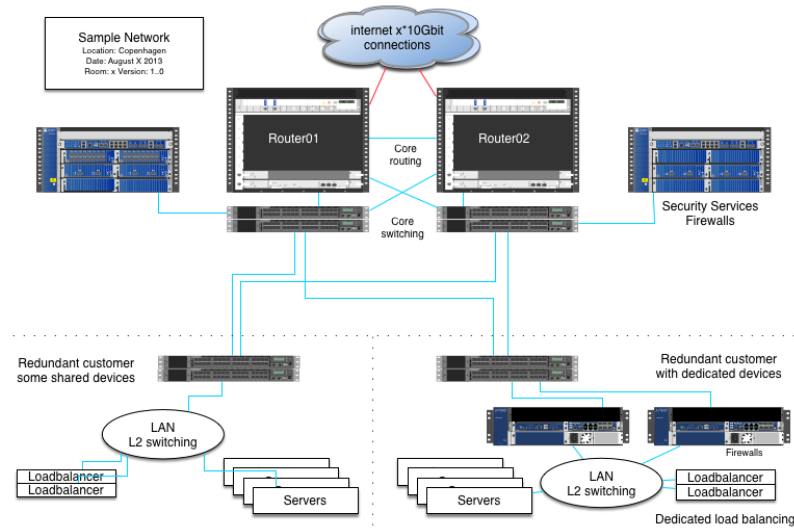 Sample Network
Location: Copenhagen
Date: August X 2013
Room: x Version: 1..0
internet x*10Gbit
connections
Router01
Router02
Core
routing
Core
switching
Security Services
Firewalls
Redundant customer
some shared devices
Redundant customer
with dedicated devices
LAN
L2 switching
Loadbalancer
Loadbalancer
Servers
Firewalls
Servers
LAN
L2 switching
Loadbalancer
Loadbalancer
Dedicated load balancing